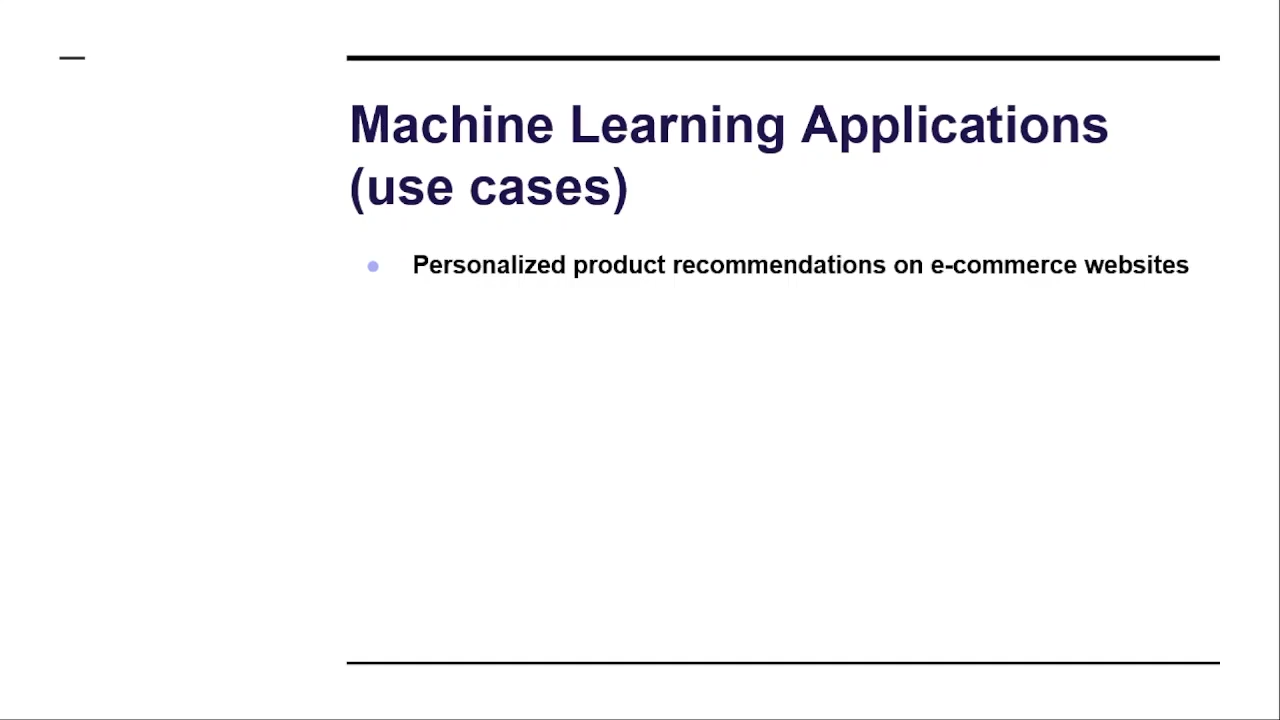 Machine Learning Applications
(use cases)
Personalized product recommendations on e-commerce websites